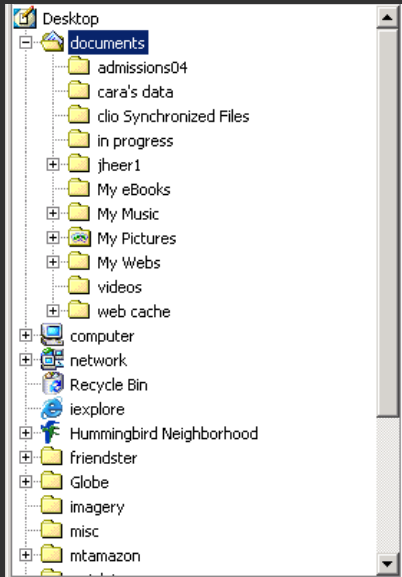 Desktop
documents
admissions04
cara's data
clio Synchronized Files
in progress
jheer1
My eBooks
My Music
My Pictures
My Webs
videos
web cache
computer
network
Recycle Bin
iexplore
Hummingbird Neighborhood
friendster
Globe
imagery
misc
mtamazon